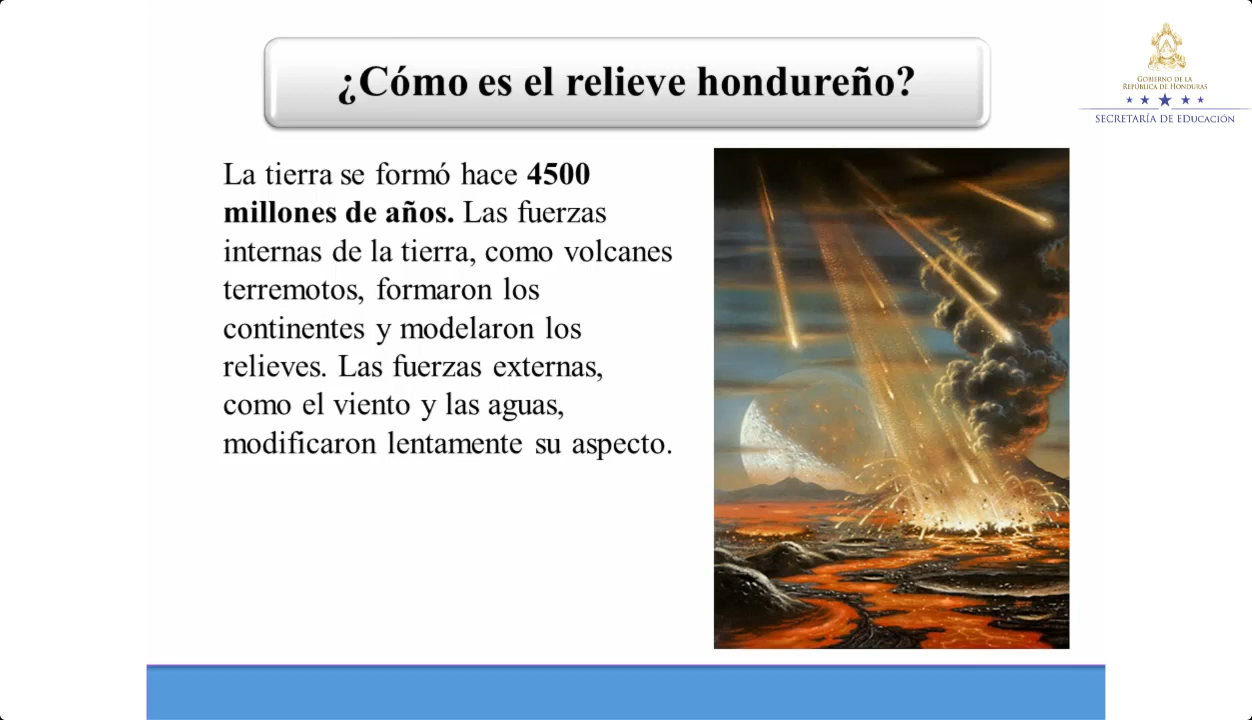 ¿Cómo es el relieve hondureño?
GOBIERNO DE LA
REPÚBLICA DE HONDURAS
SECRETARÍA DE EDUCACIÓN
La tierra se formó hace 4500
millones de años. Las fuerzas
internas de la tierra, como volcanes
terremotos, formaron los
continentes y modelaron los
relieves. Las fuerzas externas,
como el viento y las aguas,
modificaron lentamente su aspecto.